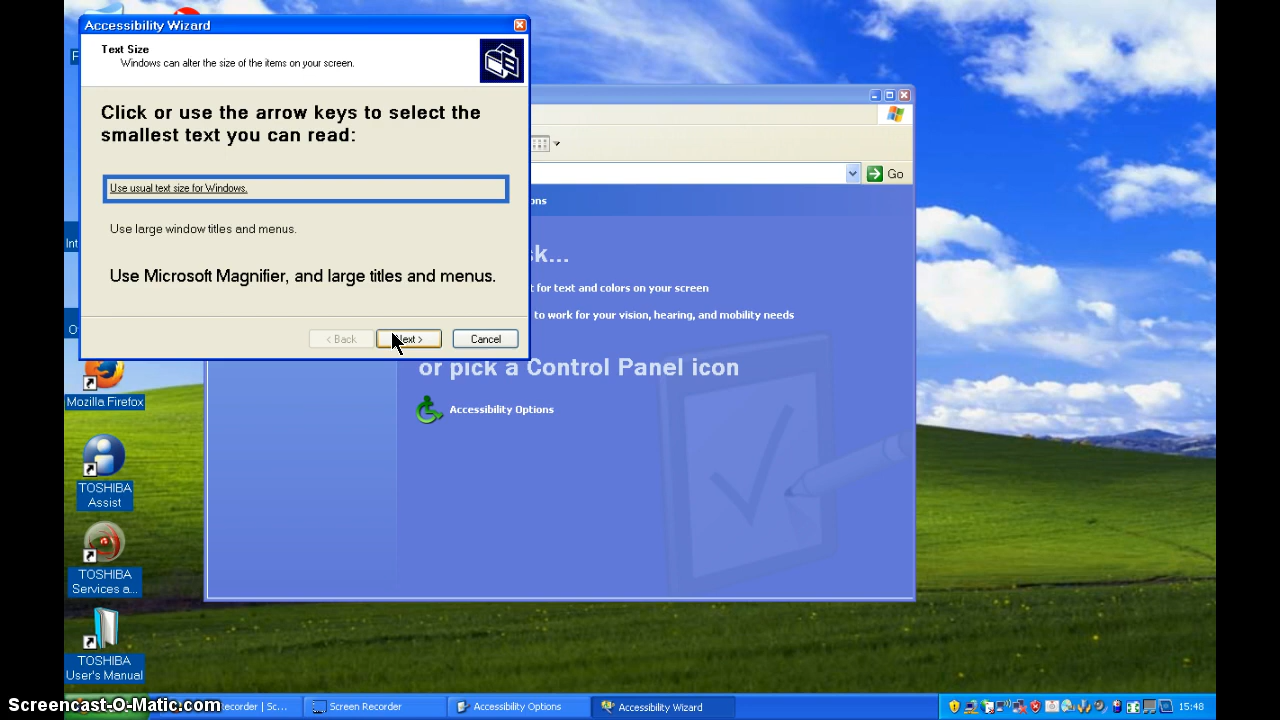 Accessibility Wizard
Text Size
Windows can alter the size of the items on your screen.
Click or use the arrow keys to select the
smallest text you can read:
Use usual text size for Windows.
Use large window titles and menus.
Use Microsoft Magnifier, and large titles and menus.
< Back
Next >
Cancel
Go
ons
k...
t for text and colors on your screen
to work for your vision, hearing, and mobility needs
or pick a Control Panel icon
Accessibility Options
F
Int
O
Mozilla Firefox
TOSHIBA
Assist
TOSHIBA
Services a...
TOSHIBA
User's Manual
Screencast-O-Matic.com
ecorder | Sc...
Screen Recorder
Accessibility Options
Accessibility Wizard
15:48